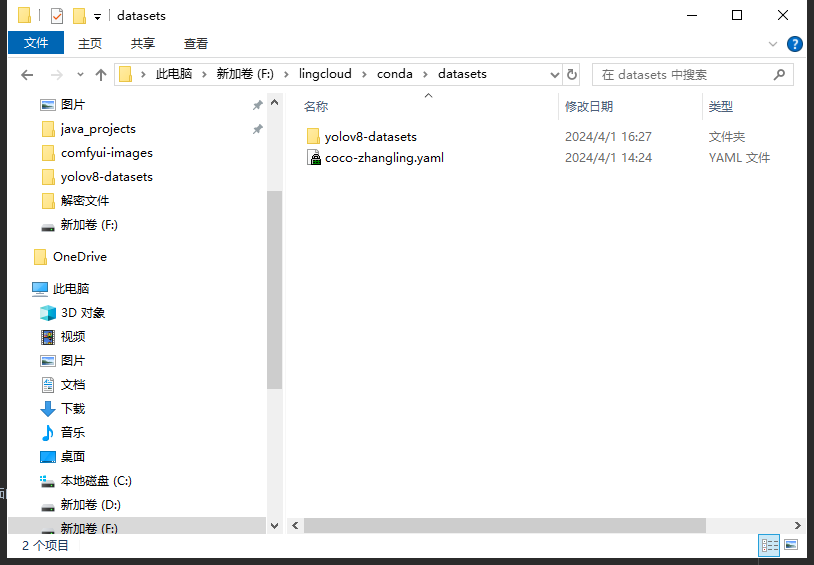 datasets
文件 主页 共享 查看
此电脑 新加卷 (F:) lingcloud conda datasets 在 datasets 中搜索
图片
java_projects
comfyui-images
yolov8-datasets
解密文件
新加卷 (F:)
OneDrive
此电脑
3D 对象
视频
图片
文档
下载
音乐
桌面
本地磁盘 (C:)
新加卷 (D:)
新加卷 (F:)
名称 修改日期 类型
yolov8-datasets 2024/4/1 16:27 文件夹
coco-zhangling.yaml 2024/4/1 14:24 YAML 文件
2 个项目